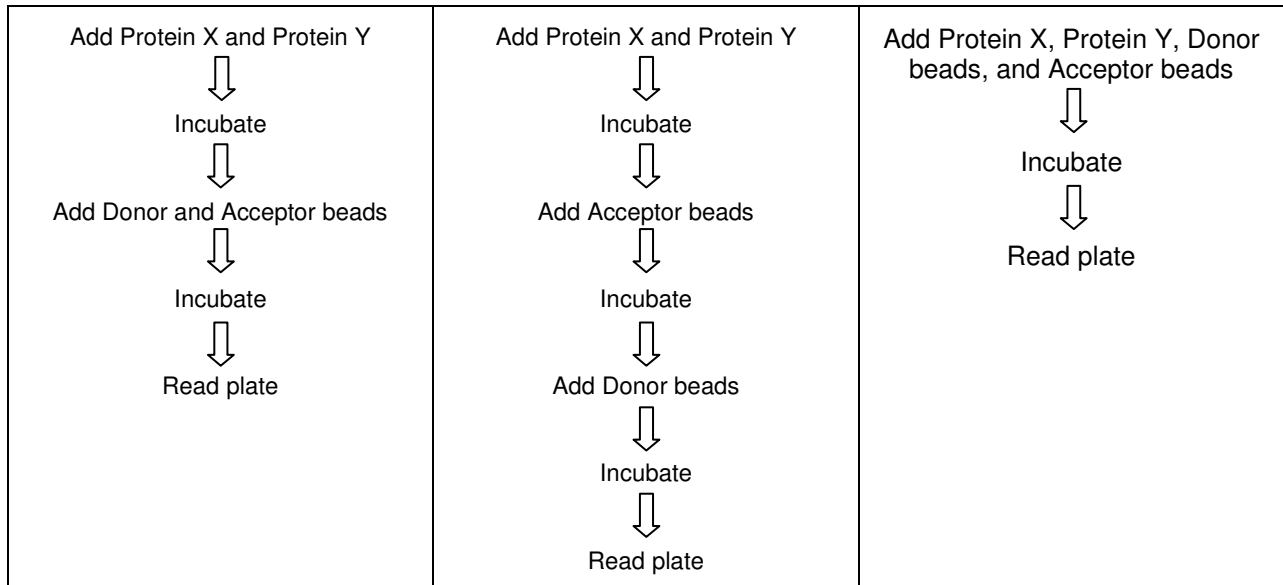 Add Protein X and Protein Y
Incubate
Add Donor and Acceptor beads
Incubate
Read plate
Add Protein X and Protein Y
Incubate
Add Acceptor beads
Incubate
Add Donor beads
Incubate
Read plate
Add Protein X, Protein Y, Donor
beads, and Acceptor beads
Incubate
Read plate